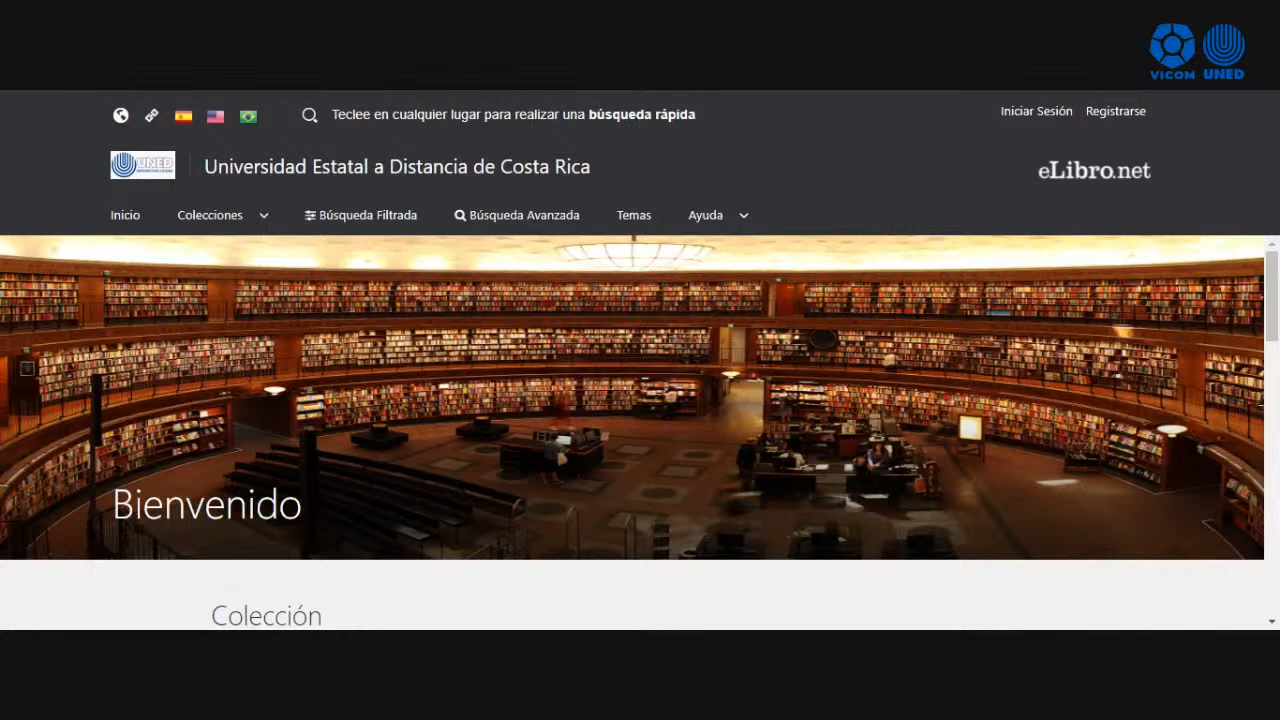 VICOM UNED
Teclee en cualquier lugar para realizar una búsqueda rápida
Iniciar Sesión Registrarse
UNED
Universidad Estatal a Distancia de Costa Rica
eLibro.net
Inicio Colecciones Búsqueda Filtrada Búsqueda Avanzada Temas Ayuda
Bienvenido
Colección